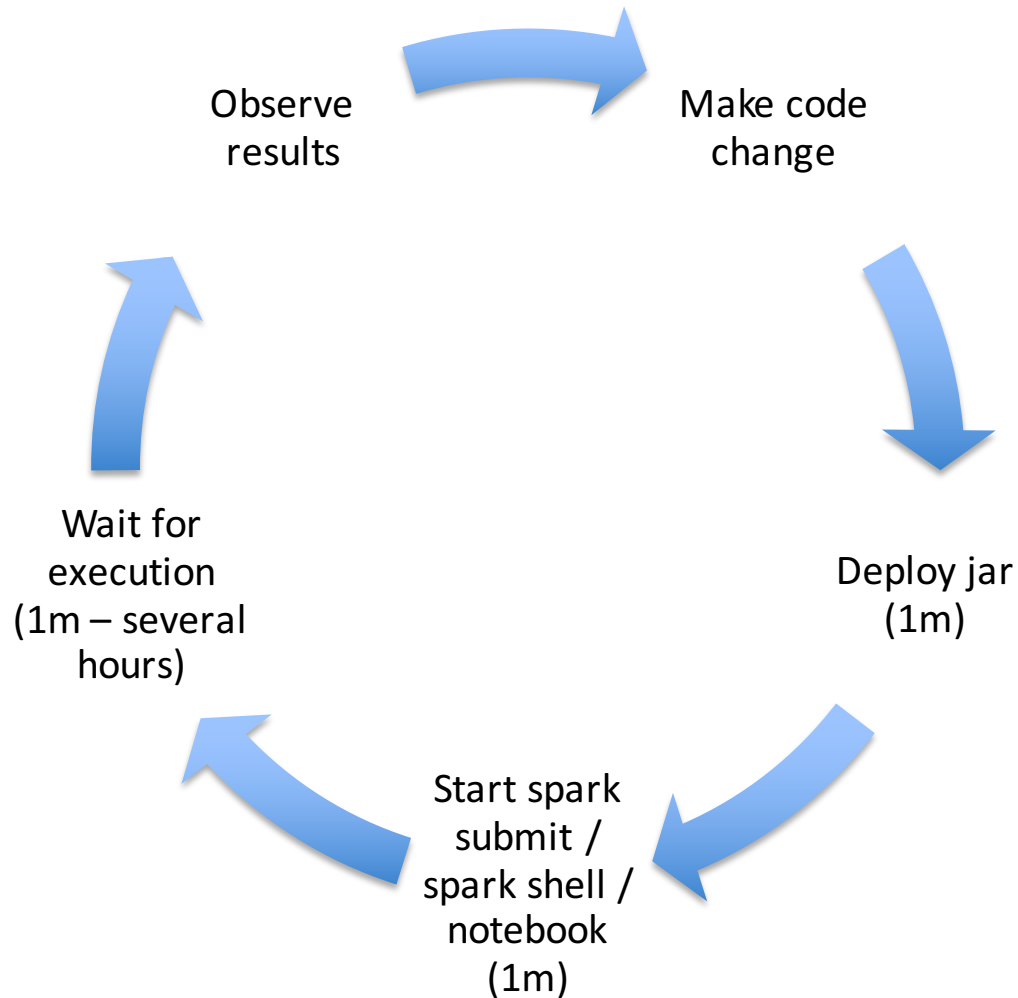 Observe
results
Make code
change
Deploy jar
(1m)
Start spark
submit /
spark shell /
notebook
(1m)
Wait for
execution
(1m – several
hours)